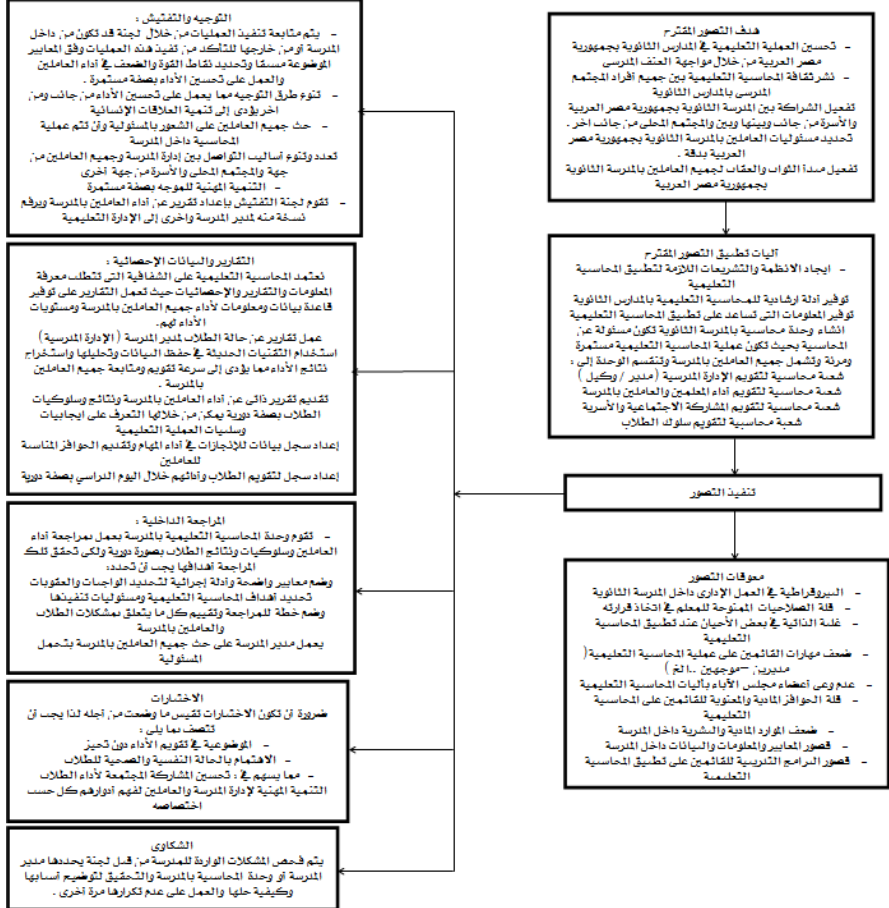 هدف التصور المقترح
- تحسين العملية التعليمية في المدارس الثانوية بجمهورية
مصر العربية من خلال مواجهة العنف المدرسى
- نشر ثقافة المحاسبية التعليمية بين جميع أفراد المجتمع
المدرسى بالمدارس الثانوية
تفعيل الشراكة بين المدرسة الثانوية بجمهورية مصر العربية
والأسرة من جانب وبينها وبين والمجتمع المحلى من جانب اخر .
تحديد مسئوليات العاملين بالمدرسة الثانوية بجمهورية مصر
العربية بدقة .
تفعيل مبدأ الثواب والعقاب لجميع العاملين بالمدرسة الثانوية
بجمهورية مصر العربية
آليات تطبيق التصور المقترح
- ايجاد الانظمة والتشريعات اللازمة لتطبيق المحاسبية
التعليمية
توفير أدلة ارشادية للمحاسبية التعليمية بالمدارس الثانوية
توفير المعلومات التى تساعد على تطبيق المحاسبية التعليمية
انشاء وحدة محاسبية بالمدرسة الثانوية تكون مسئولة عن
المحاسبية بحيث تكون عملية المحاسبية التعليمية مستمرة
ومرنة وتشمل جميع العاملين بالمدرسة وتنقسم الوحدة إلى :
شعبة محاسبية لتقويم الإدارة المدرسية ( مدير / وكيل )
شعبة محاسبية لتقويم أداء المعلمين والعاملين بالمدرسة
شعبة محاسبية لتقويم المشاركة الاجتماعية والأسرية
شعبة محاسبية لتقويم سلوك الطلاب
تنفيذ التصور
معوقات التصور
- البيروقراطية في العمل الإدارى داخل المدرسة الثانوية
- قلة الصلاحيات الممنوحة للمعلم في اتخاذ قرارته
- غلبة الذاتية في بعض الأحيان عند تطبيق المحاسبية
التعليمية
- ضعف مهارات القائمين على عملية المحاسبية التعليمية (
مديرين –موجهين ..الخ )
- عدم وعى أعضاء مجلس الآباء بأليات المحاسبية التعليمية
- قلة الحوافز المادية والمعنوية للقائمين على المحاسبية
التعليمية
- ضعف الموارد المادية والبشرية داخل المدرسة
- قصور المعايير والمعلومات والبيانات داخل المدرسة
- قصور البرامج التدريبية للقائمين على تطبيق المحاسبية
التعليمية
التوجيه والتفتيش :
- يتم متابعة تنفيذ العمليات من خلال لجنة قد تكون من داخل
المدرسة أو من خارجها للتأكد من تفيذ هذه العمليات وفق المعايير
الموضوعة مسبقا وتحديد نقاط القوة والضعف في أداء العاملين
والعمل على تحسين الأداء بصفة مستمرة .
- تنوع طرق التوجيه مما يعمل على تحسين الأداء من جانب ومن
اخر يؤدى إلى تنمية العلاقات الإنسانية
- حث جميع العاملين على الشعور بالمسئولية وأن تتم عملية
المحاسبية داخل المدرسة
تعدد وتنوع أساليب التواصل بين إدارة المدرسة وجميع العاملين من
جهة والمجتمع المحلى والأسرة من جهة أخرى
- التنمية المهنية للموجه بصفة مستمرة
- تقوم لجنة التفتيش بإعداد تقرير عن أداء العاملين بالمدرسة ويرفع
نسخة منه لمدير المدرسة واخرى إلى الإدارة التعليمية
التقارير والبيانات الإحصائية :
تعتمد المحاسبية التعليمية على الشفافية التى تتطلب معرفة
المعلومات والتقارير والإحصائيات حيث تعمل التقارير على توفير
قاعدة بيانات ومعلومات لأداء جميع العاملين بالمدرسة ومستويات
الأداء لهم.
عمل تقارير عن حالة الطلاب لمدير المدرسة ( الإدارة المدرسية )
استخدام التقنيات الحديثة في حفظ البيانات وتحليلها واستخراج
نتائج الأداء مما يؤدى إلى سرعة تقويم ومتابعة جميع العاملين
بالمدرسة .
تقديم تقرير ذاتى عن أداء العاملين بالمدرسة ونتائج وسلوكيات
الطلاب بصفة دورية يمكن من خلالها التعرف على ايجابيات
وسلبيات العملية التعليمية
إعداد سجل بيانات للإنجازات في أداء المهام وتقديم الحوافز المناسبة
للعاملين
إعداد سجل لتقويم الطلاب وأدائهم خلال اليوم الدراسي بصفة دورية
المراجعة الداخلية :
- تقوم وحدة المحاسبية التعليمية بالمدرسة بعمل بمراجعة أداء
العاملين وسلوكيات ونتائج الطلاب بصورة دورية ولكى تحقق تلك
المراجعة أهدافها يجب أن تحدد:
وضع معايير واضحة وأدلة إجرائية لتحديد الواجبات والعقوبات
تحديد أهداف المحاسبية التعليمية ومسئوليات تنفيذها
وضع خطة للمراجعة وتقييم كل ما يتعلق بمشكلات الطلاب
والعاملين بالمدرسة
يعمل مدير المدرسة على حث جميع العاملين بالمدرسة بتحمل
المسئولية
الاختبارات
ضرورة أن تكون الاختبارات تقيس ما وضعت من أجله لذا يجب أن
تتصف بما يلى :
- الموضوعية في تقويم الأداء دون تحيز
- الاهتمام بالحالة النفسية والصحية للطلاب
- مما يسهم في : تحسين المشاركة المجتمعة لأداء الطلاب
التنمية المهنية لإدارة المدرسة والعاملين لفهم أدوارهم كل حسب
اختصاصه
الشكاوى
يتم فحص المشكلات الواردة للمدرسة من قبل لجنة يحددها مدير
المدرسة أو وحدة المحاسبية بالمدرسة والتحقيق لتوضيح أسبابها
وكيفية حلها والعمل على عدم تكرارها مرة أخرى .